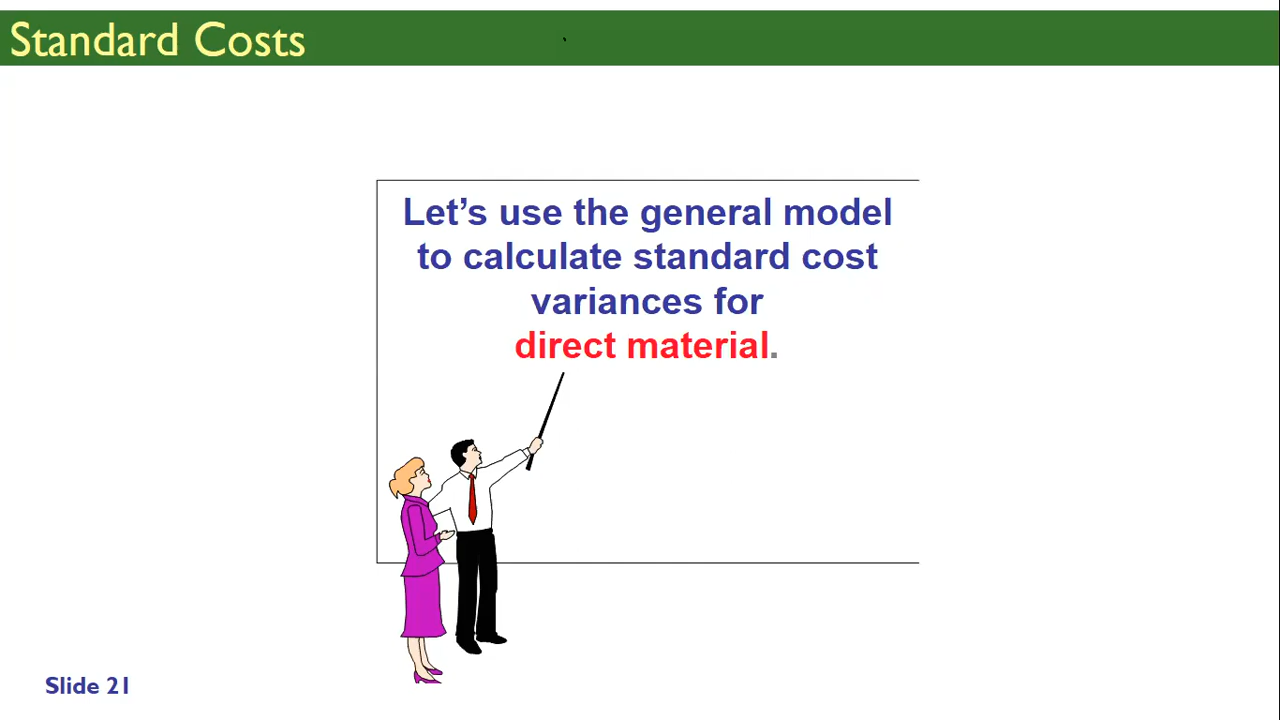 Standard Costs
Let’s use the general model
to calculate standard cost
variances for
direct material.
Slide 21